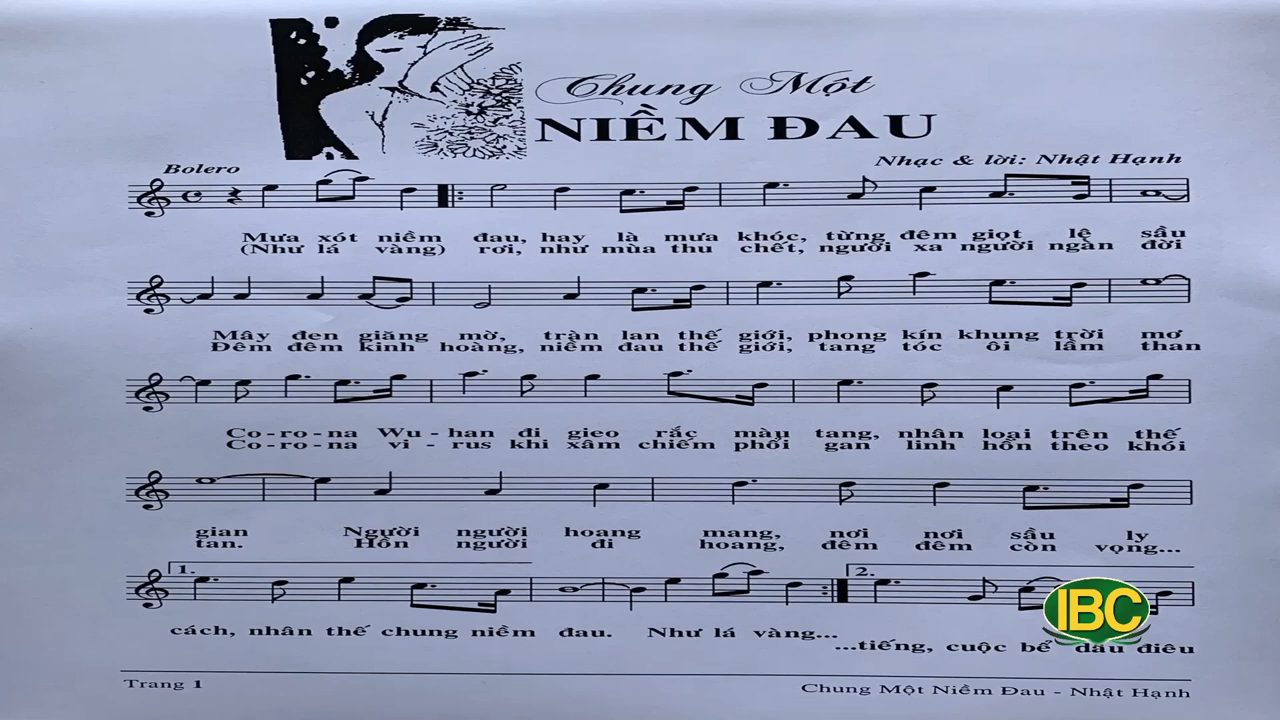 Chung Một
NIỀM ĐAU
Bolero
Nhạc & lời: Nhật Hạnh
Mưa xót niềm đau, hay là mưa khóc, từng đêm giọt lệ sầu
(Như lá vàng) rơi, như mùa thu chết, người xa người ngàn đời
Mây đen giăng mờ, tràn lan thế giới, phong kín khung trời mơ
Đêm đêm kinh hoàng, niềm đau thế giới, tang tóc ôi lầm than
Co-ro-na Wu-han đi gieo rắc màu tang, nhân loại trên thế
Co-ro-na vi-rus khi xâm chiếm phổi gan linh hồn theo khói
gian Người người hoang mang, nơi nơi sầu ly
tan. Hồn người đi hoang, đêm đêm còn vọng...
1.
2.
cách, nhân thế chung niềm đau. Như lá vàng...
...tiếng, cuộc bể dâu điêu
IBC
Trang 1
Chung Một Niềm Đau - Nhật Hạnh